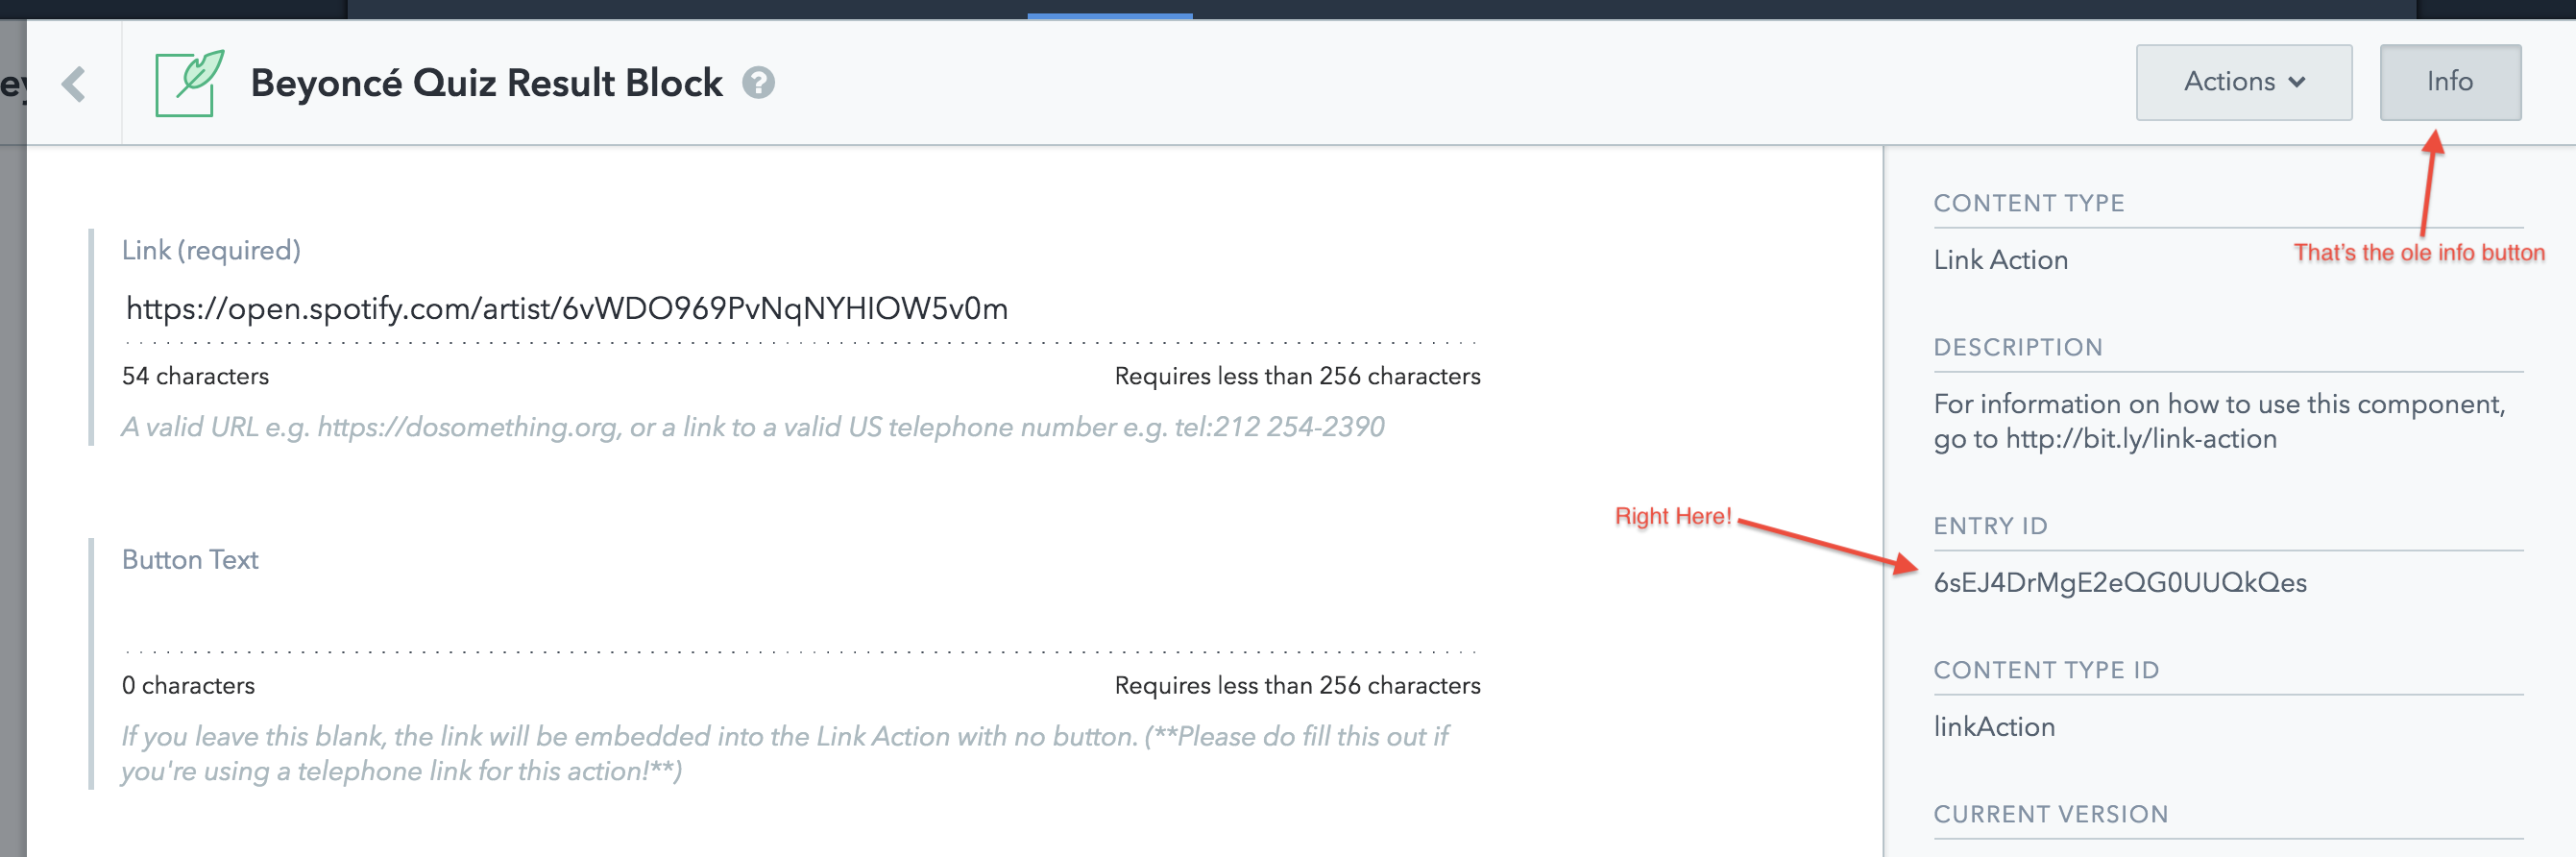 ey
Beyoncé Quiz Result Block ?
Actions
Info
Link (required)
https://open.spotify.com/artist/6vWDO969PvNqNYHIOW5v0m
54 characters
Requires less than 256 characters
A valid URL e.g. https://dosomething.org, or a link to a valid US telephone number e.g. tel:212 254-2390
Button Text
0 characters
Requires less than 256 characters
If you leave this blank, the link will be embedded into the Link Action with no button. (**Please do fill this out if
you're using a telephone link for this action!**)
Right Here!
CONTENT TYPE
Link Action
That's the ole info button
DESCRIPTION
For information on how to use this component,
go to http://bit.ly/link-action
ENTRY ID
6sEJ4DrMgE2eQG0UUQkQes
CONTENT TYPE ID
linkAction
CURRENT VERSION